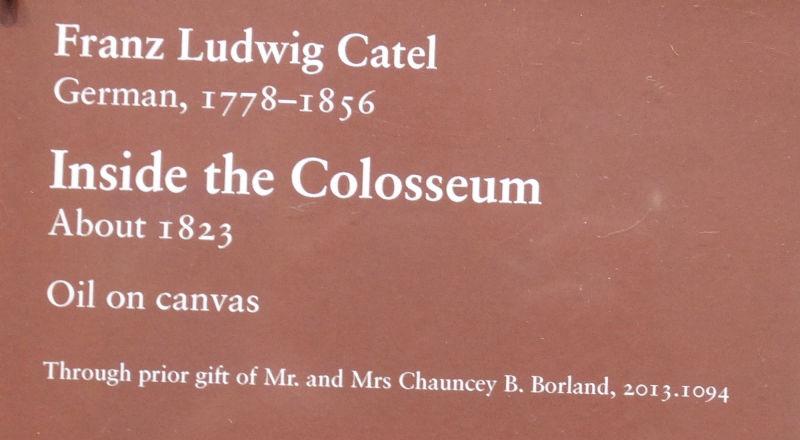 Franz Ludwig Catel
German, 1778–1856
Inside the Colosseum
About 1823
Oil on canvas
Through prior gift of Mr. and Mrs Chauncey B. Borland, 2013.1094